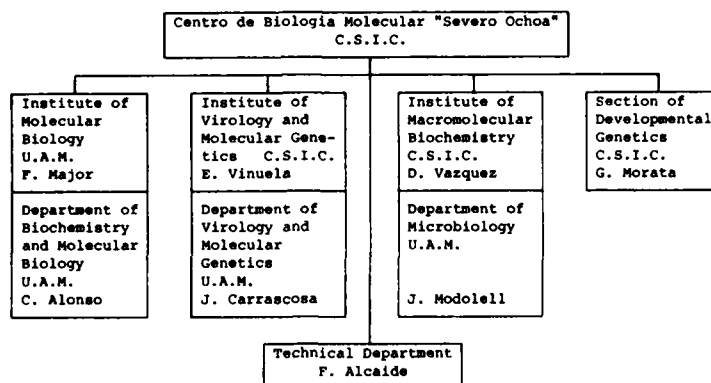 Centro de Biologia Molecular "Severo Ochoa"
C.S.I.C.
Institute of
Molecular
Biology
U.A.M.
F. Major
Department of
Biochemistry
and Molecular
Biology
U.A.M.
C. Alonso
Institute of
Virology and
Molecular Gene-
tics C.S.I.C.
E. Vinuela
Department of
Virology and
Molecular
Genetics
U.A.M.
J. Carrascosa
Institute of
Macromolecular
Biochemistry
C.S.I.C.
D. Vazquez
Department of
Microbiology
U.A.M.
J. Modolell
Section of
Developmental
Genetics
C.S.I.C.
G. Morata
Technical Department
F. Alcaide